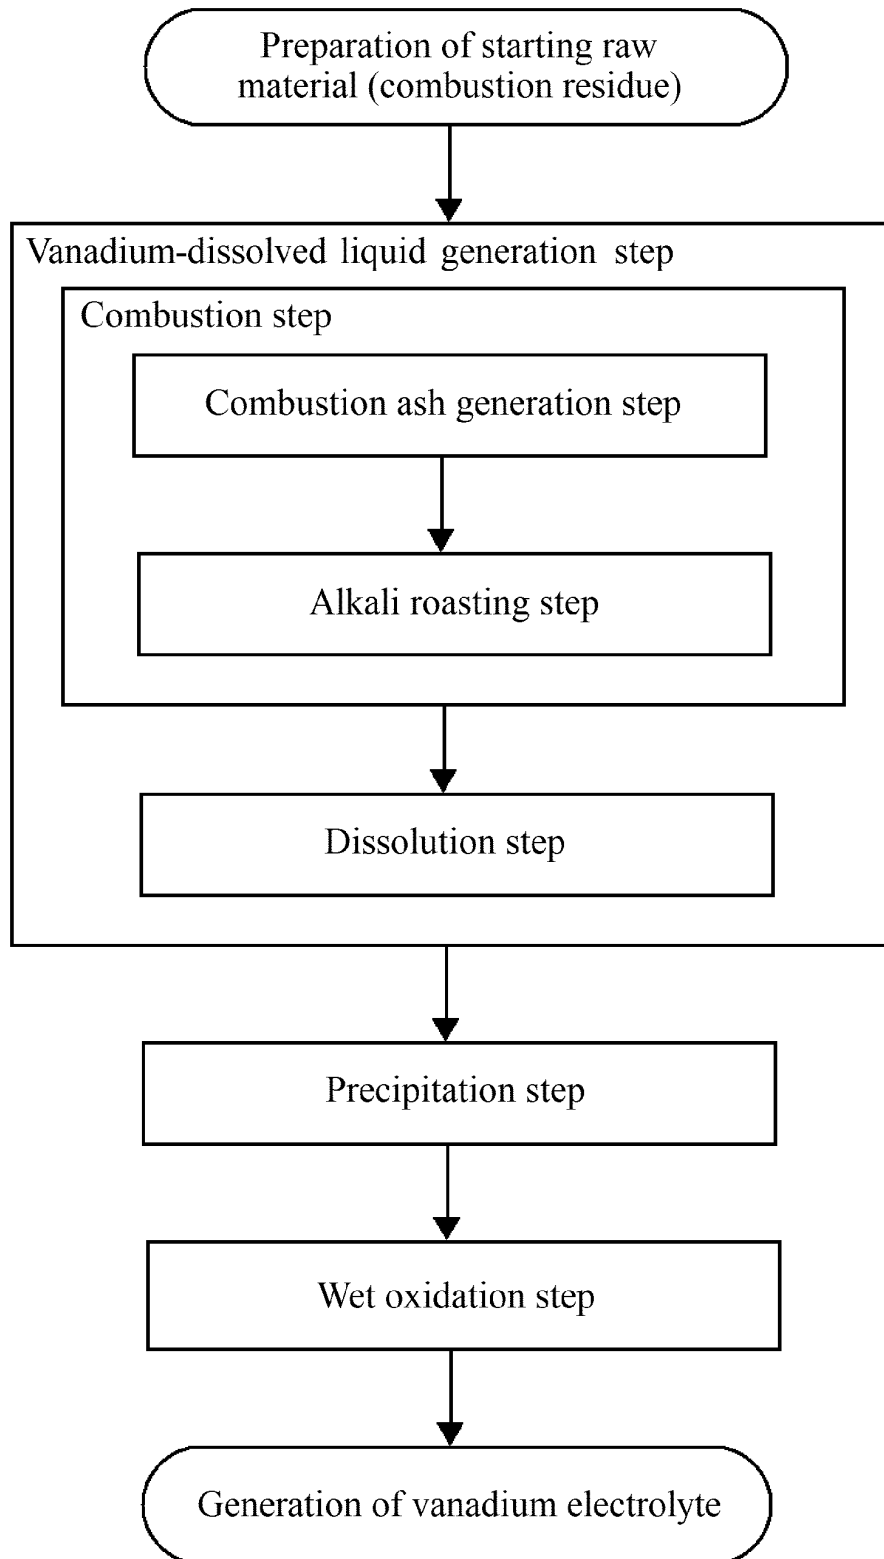 Preparation of starting raw
material (combustion residue)
Vanadium-dissolved liquid generation step
Combustion step
Combustion ash generation step
Alkali roasting step
Dissolution step
Precipitation step
Wet oxidation step
Generation of vanadium electrolyte